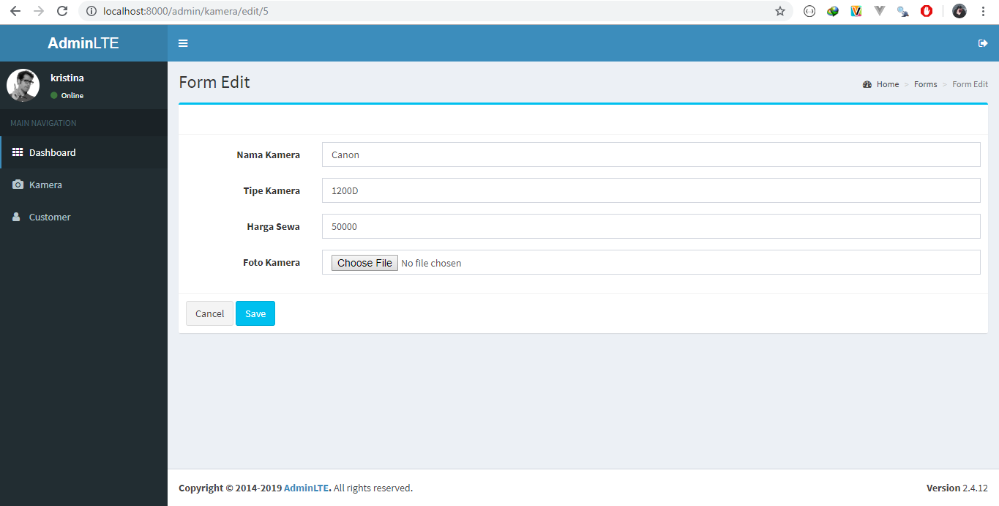 localhost:8000/admin/kamera/edit/5
AdminLTE
kristina
Online
MAIN NAVIGATION
Dashboard
Kamera
Customer
Form Edit
Home > Forms > Form Edit
Nama Kamera Canon
Tipe Kamera 1200D
Harga Sewa 50000
Foto Kamera Choose File No file chosen
Cancel Save
Copyright © 2014-2019 AdminLTE. All rights reserved. Version 2.4.12